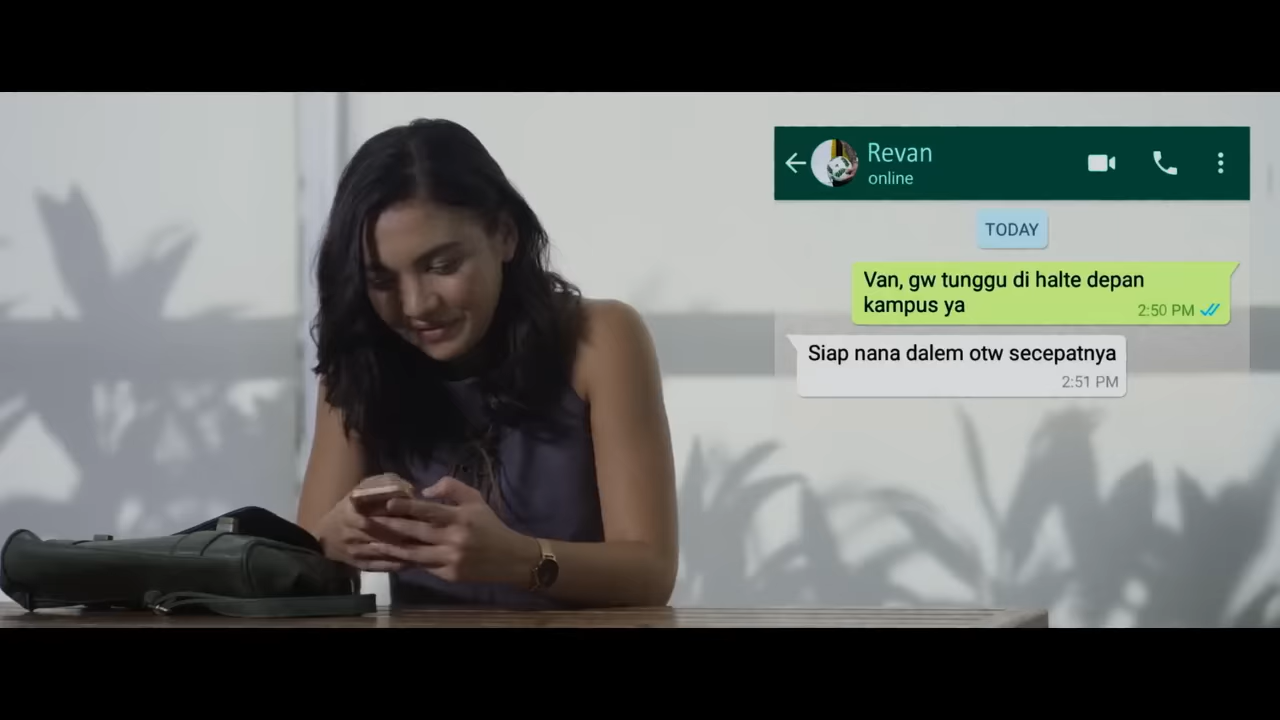 Revan
online
TODAY
Van, gw tunggu di halte depan
kampus ya
2:50 PM
Siap nana dalem otw secepatnya
2:51 PM